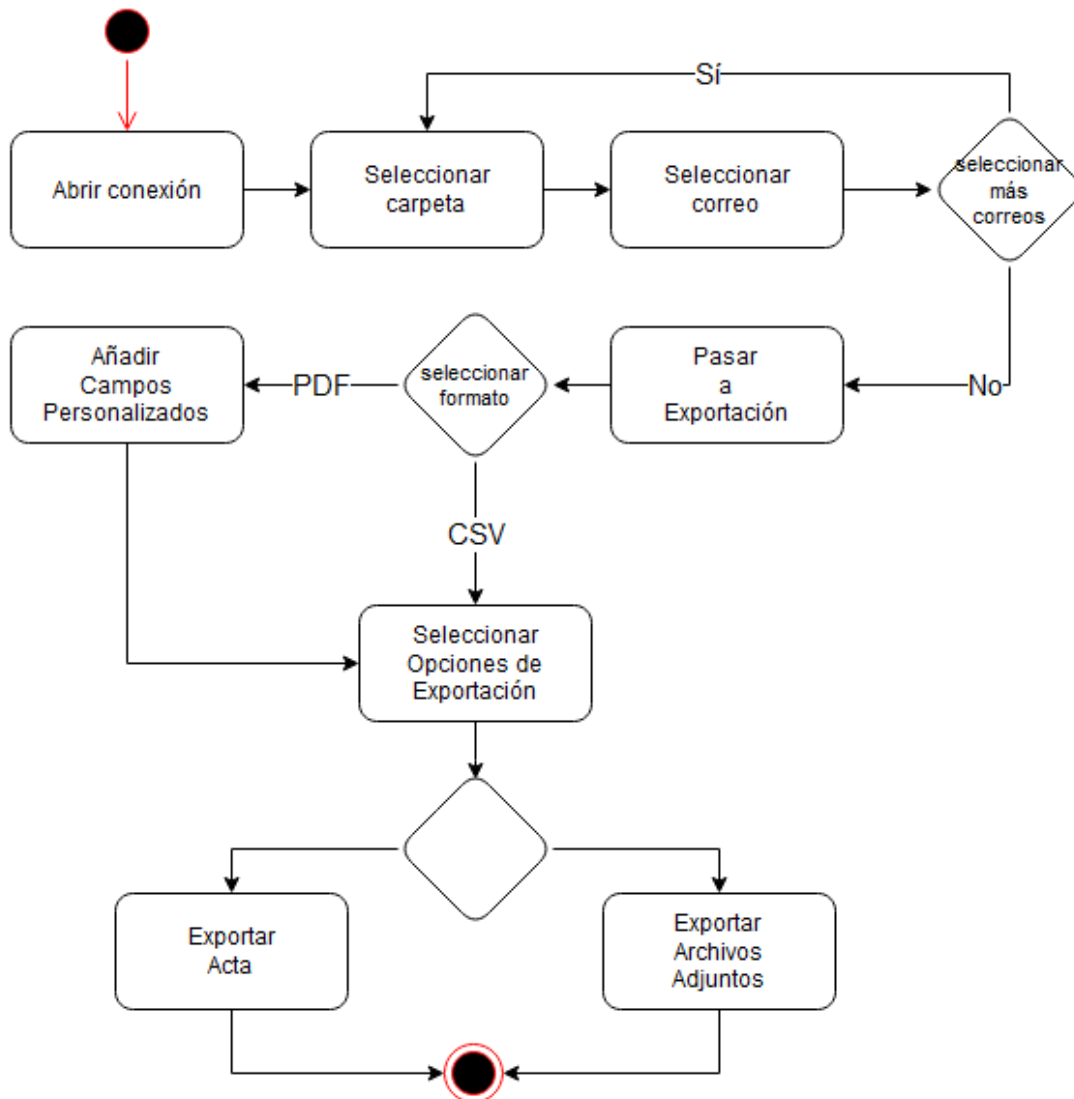 Sí
Abrir conexión
Seleccionar
carpeta
Seleccionar
correo
seleccionar
más
correos
Añadir
Campos
Personalizados
PDF
seleccionar
formato
Pasar
a
Exportación
No
CSV
Seleccionar
Opciones de
Exportación
Exportar
Acta
Exportar
Archivos
Adjuntos